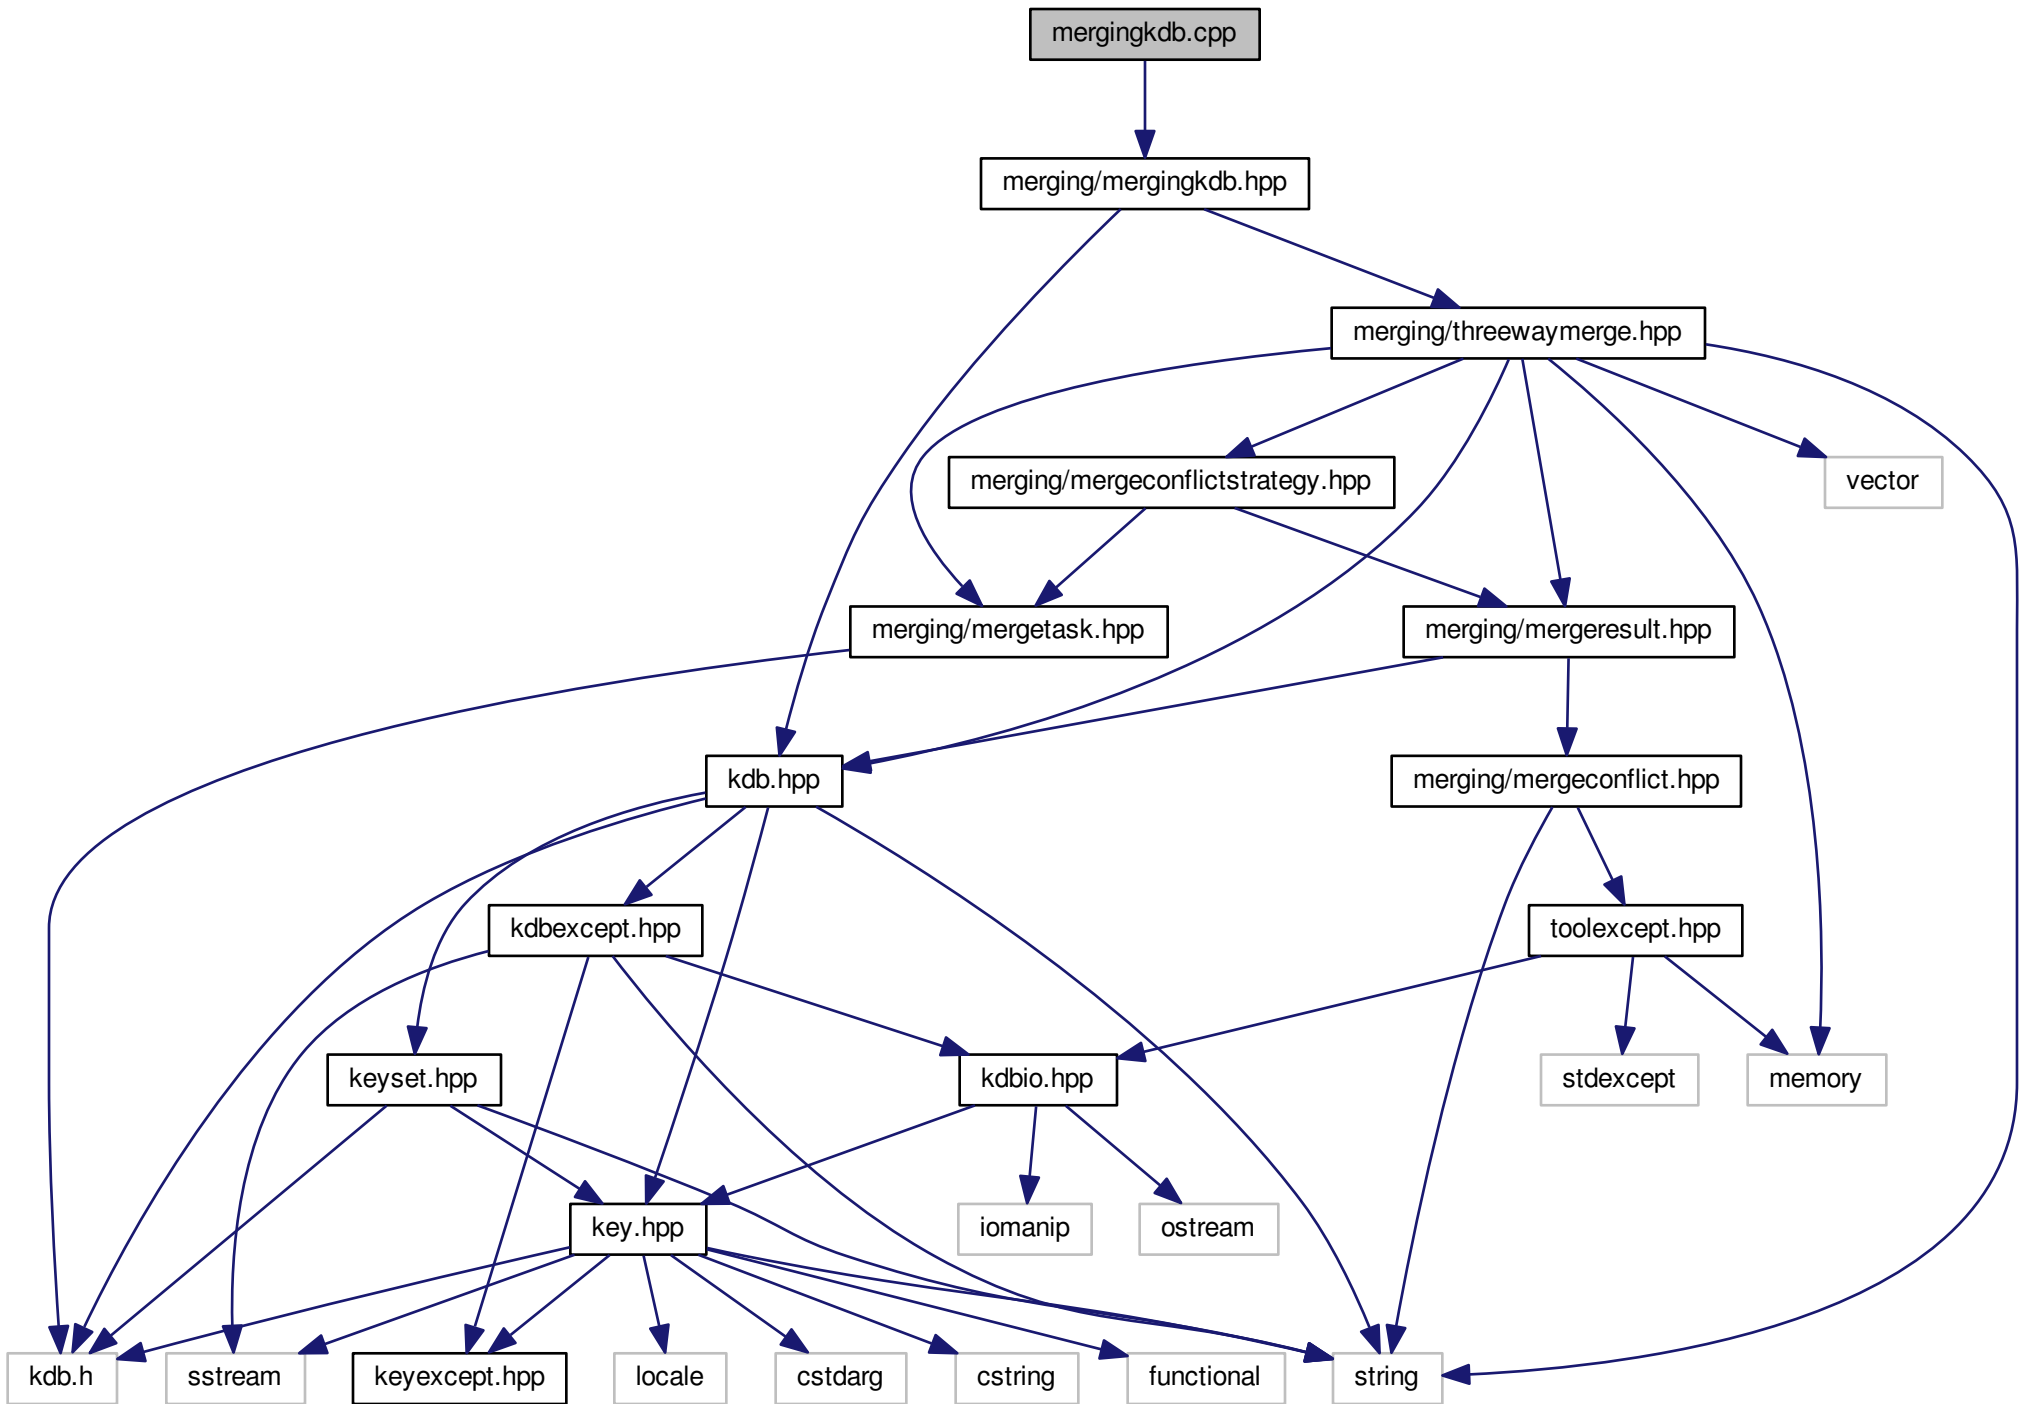 mergingkdb.cpp
merging/mergingkdb.hpp
merging/threewaymerge.hpp
merging/mergeconflictstrategy.hpp
vector
merging/mergetask.hpp
merging/mergeresult.hpp
kdb.hpp
merging/mergeconflict.hpp
kdbexcept.hpp
toolexcept.hpp
keyset.hpp
kdbio.hpp
stdexcept
memory
key.hpp
iomanip
ostream
kdb.h
sstream
keyexcept.hpp
locale
cstdarg
cstring
functional
string